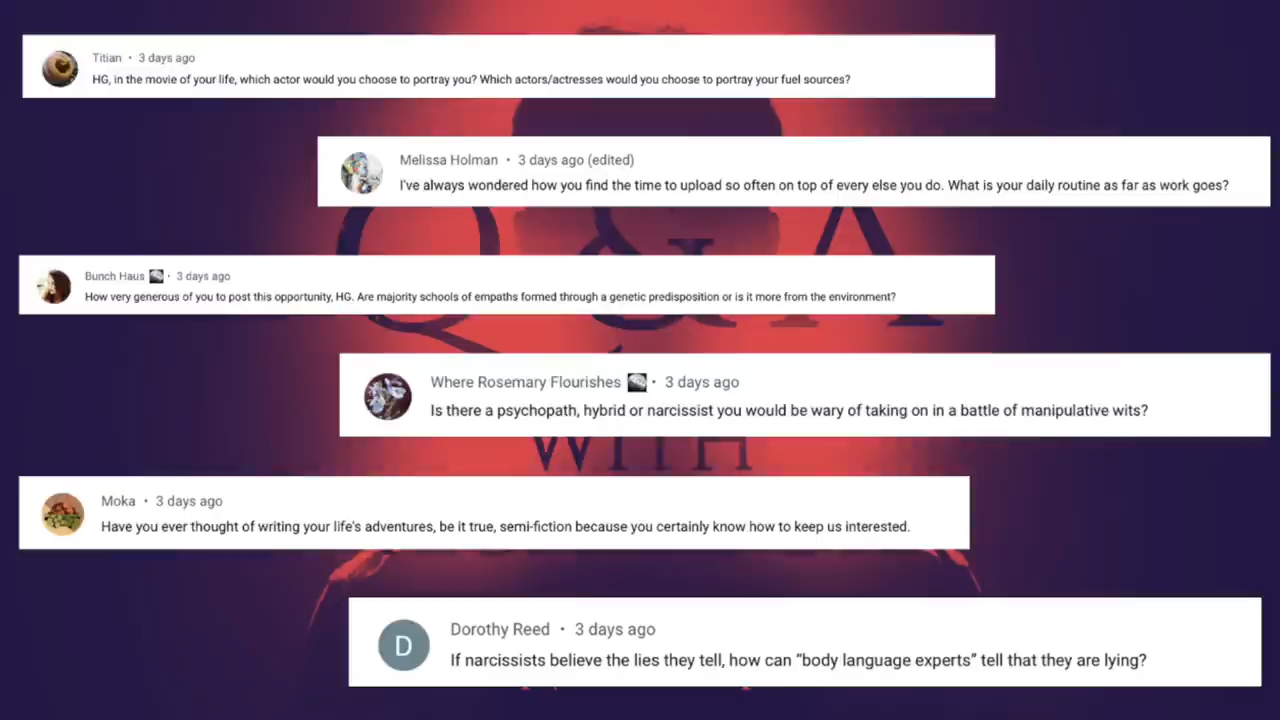 Titian • 3 days ago
HG, in the movie of your life, which actor would you choose to portray you? Which actors/actresses would you choose to portray your fuel sources?
Melissa Holman • 3 days ago (edited)
I've always wondered how you find the time to upload so often on top of every else you do. What is your daily routine as far as work goes?
Q & A
Bunch Haus • 3 days ago
How very generous of you to post this opportunity, HG. Are majority schools of empaths formed through a genetic predisposition or is it more from the environment?
Where Rosemary Flourishes • 3 days ago
Is there a psychopath, hybrid or narcissist you would be wary of taking on in a battle of manipulative wits?
WITH
Moka • 3 days ago
Have you ever thought of writing your life's adventures, be it true, semi-fiction because you certainly know how to keep us interested.
D
Dorothy Reed • 3 days ago
If narcissists believe the lies they tell, how can “body language experts” tell that they are lying?